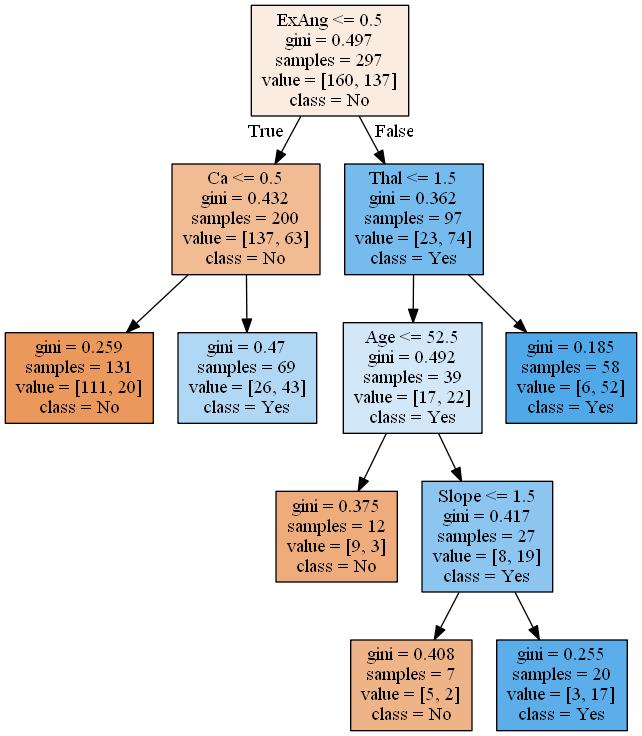 ExAng <= 0.5
gini = 0.497
samples = 297
value = [160, 137]
class = No
True
False
Ca <= 0.5
gini = 0.432
samples = 200
value = [137, 63]
class = No
Thal <= 1.5
gini = 0.362
samples = 97
value = [23, 74]
class = Yes
gini = 0.259
samples = 131
value = [111, 20]
class = No
gini = 0.47
samples = 69
value = [26, 43]
class = Yes
Age <= 52.5
gini = 0.492
samples = 39
value = [17, 22]
class = Yes
gini = 0.185
samples = 58
value = [6, 52]
class = Yes
gini = 0.375
samples = 12
value = [9, 3]
class = No
Slope <= 1.5
gini = 0.417
samples = 27
value = [8, 19]
class = Yes
gini = 0.408
samples = 7
value = [5, 2]
class = No
gini = 0.255
samples = 20
value = [3, 17]
class = Yes